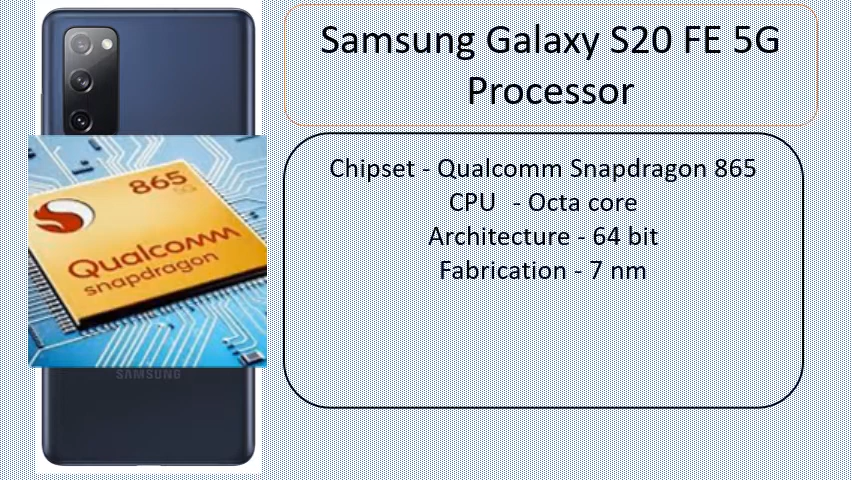 Samsung Galaxy S20 FE 5G
Processor
Chipset - Qualcomm Snapdragon 865
CPU - Octa core
Architecture - 64 bit
Fabrication - 7 nm
865
5G
Qualcomm
snapdragon
SAMSUNG